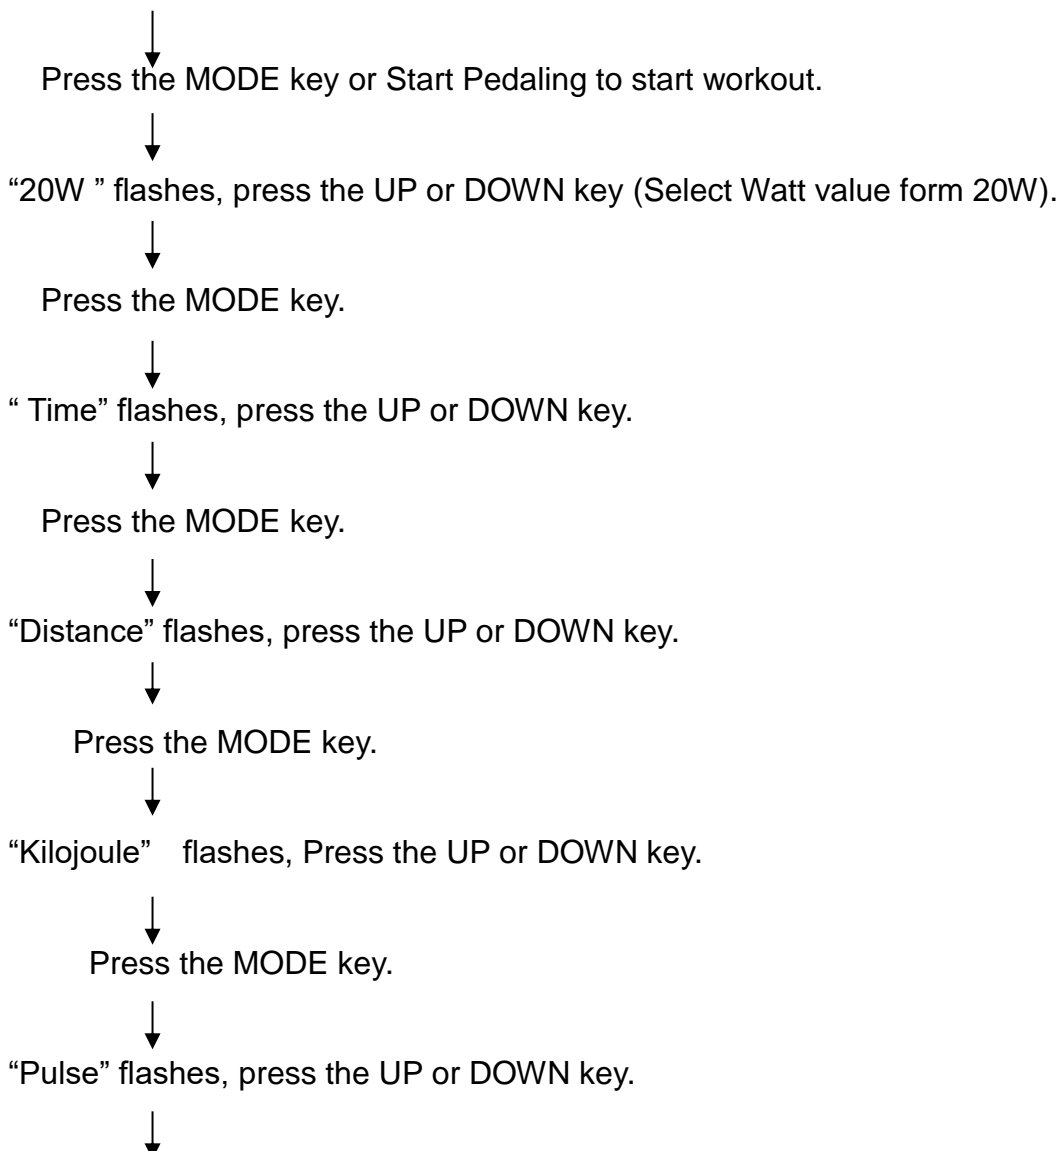 Press the MODE key or Start Pedaling to start workout.
“20W ” flashes, press the UP or DOWN key (Select Watt value form 20W).
Press the MODE key.
“ Time” flashes, press the UP or DOWN key.
Press the MODE key.
“Distance” flashes, press the UP or DOWN key.
Press the MODE key.
“Kilojoule” flashes, Press the UP or DOWN key.
Press the MODE key.
“Pulse” flashes, press the UP or DOWN key.